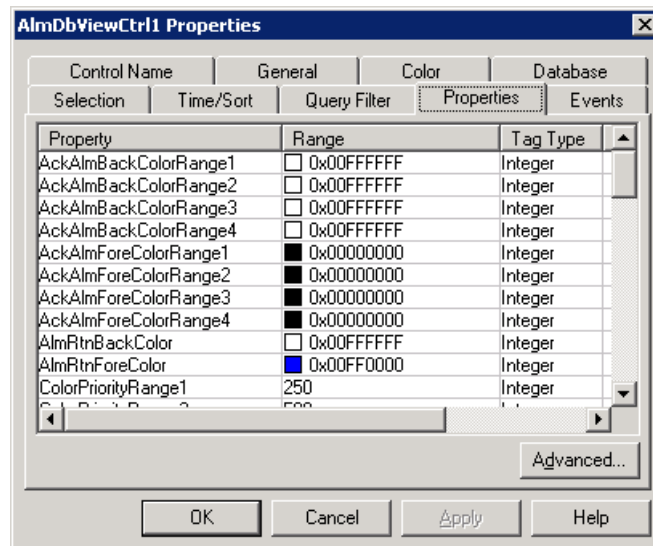 AlmDbViewCtrl1 Properties
Control Name General Color Database
Selection Time/Sort Query Filter Properties Events
Property Range Tag Type
AckAlmBackColorRange1 0x00FFFFFF Integer
AckAlmBackColorRange2 0x00FFFFFF Integer
AckAlmBackColorRange3 0x00FFFFFF Integer
AckAlmBackColorRange4 0x00FFFFFF Integer
AckAlmForeColorRange1 0x00000000 Integer
AckAlmForeColorRange2 0x00000000 Integer
AckAlmForeColorRange3 0x00000000 Integer
AckAlmForeColorRange4 0x00000000 Integer
AlmRtnBackColor 0x00FFFFFF Integer
AlmRtnForeColor 0x00FF0000 Integer
ColorPriorityRange1 250 Integer
Advanced...
OK Cancel Apply Help